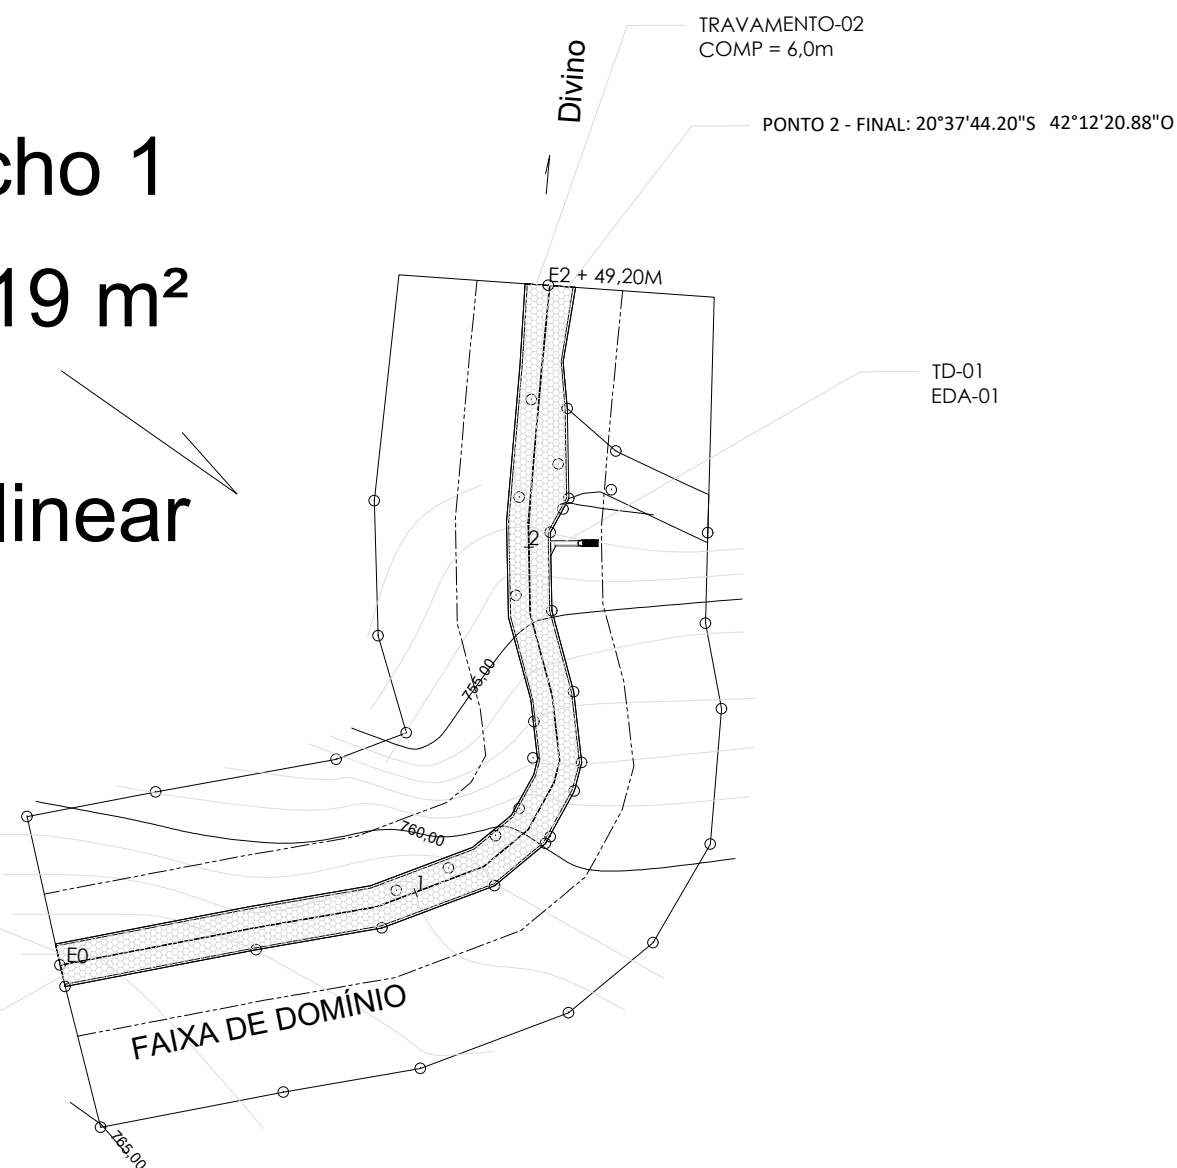 TRAVAMENTO-02
COMP = 6,0m
Divino
PONTO 2 - FINAL: 20°37'44.20"S 42°12'20.88"O
cho 1
19 m²
linear
E2 + 49,20M
TD-01
EDA-01
2
755,00
760,00
1
E0
FAIXA DE DOMÍNIO
765,00